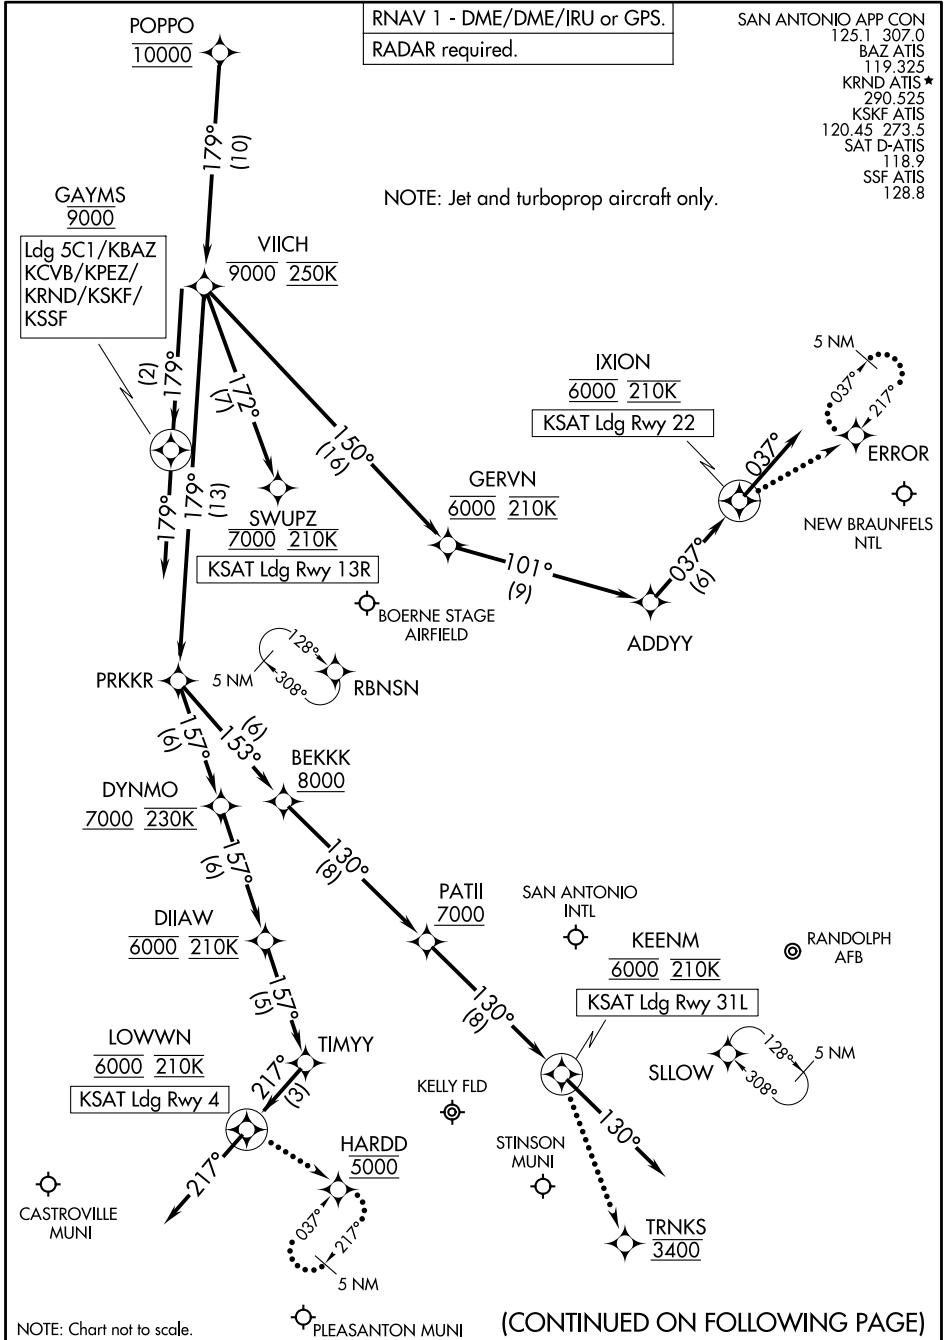 RNAV 1 - DME/DME/IRU or GPS.
RADAR required.
SAN ANTONIO APP CON
125.1 307.0
BAZ ATIS
119.325
KRND ATIS★
290.525
KSKF ATIS
120.45 273.5
SAT D-ATIS
118.9
SSF ATIS
128.8
POPPO
10000
179°
(10)
NOTE: Jet and turboprop aircraft only.
GAYMS
9000
Ldg 5C1/KBAZ
KCVB/KPEZ/
KRND/KSKF/
KSSF
VIICH
9000 250K
179°
(2)
179°
179°
(13)
172°
(7)
SWUPZ
7000 210K
KSAT Ldg Rwy 13R
150°
(16)
GERVN
6000 210K
101°
(9)
ADDYY
037°
(6)
IXION
6000 210K
KSAT Ldg Rwy 22
037°
5 NM
037°
217°
ERROR
NEW BRAUNFELS
NTL
BOERNE STAGE
AIRFIELD
PRKKR
5 NM
128°
308°
RBNSN
157°
(6)
153°
(6)
BEKKK
8000
DYNMO
7000 230K
157°
(6)
130°
(8)
DIIAW
6000 210K
157°
(5)
PATII
7000
130°
(8)
SAN ANTONIO
INTL
KEENM
6000 210K
KSAT Ldg Rwy 31L
RANDOLPH
AFB
SLLOW
128°
308°
5 NM
LOWWN
6000 210K
KSAT Ldg Rwy 4
TIMYY
217°
(3)
217°
KELLY FLD
130°
STINSON
MUNI
HARDD
5000
037°
217°
5 NM
CASTROVILLE
MUNI
TRNKS
3400
PLEASANTON MUNI
NOTE: Chart not to scale.
(CONTINUED ON FOLLOWING PAGE)